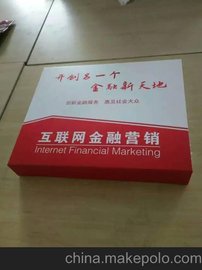 开创另一个
金融新天地
创新金融服务 惠及社会大众
互联网金融营销
Internet Financial Marketing
china.makepolo.com